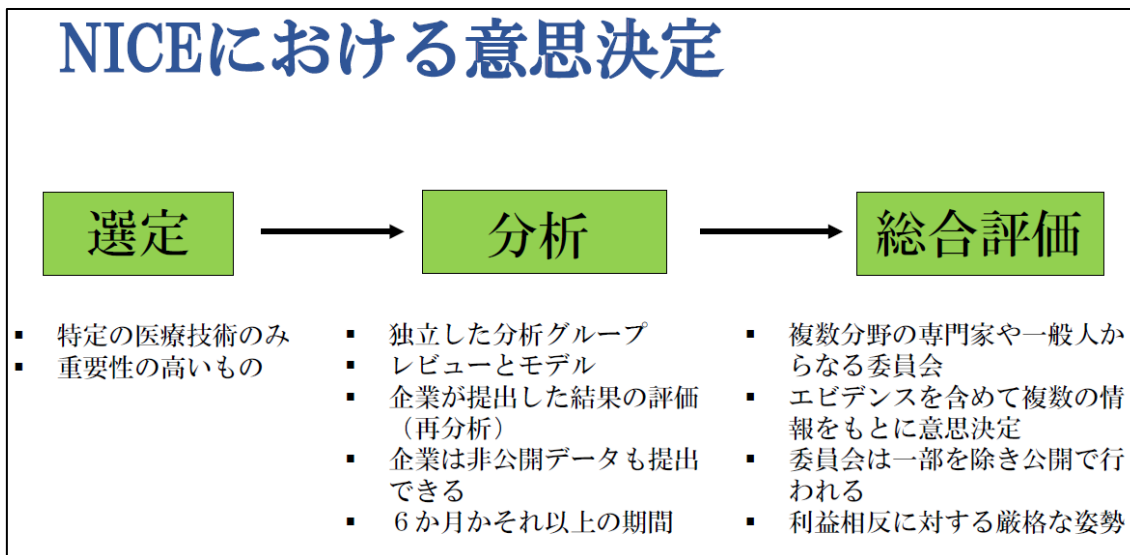 NICEにおける意思決定
選定
分析
総合評価
▪ 特定の医療技術のみ
▪ 重要性の高いもの
▪ 独立した分析グループ
▪ レビューとモデル
▪ 企業が提出した結果の評価
（再分析）
▪ 企業は非公開データも提出
できる
▪ ６か月かそれ以上の期間
▪ 複数分野の専門家や一般人か
らなる委員会
▪ エビデンスを含めて複数の情
報をもとに意思決定
▪ 委員会は一部を除き公開で行
われる
▪ 利益相反に対する厳格な姿勢